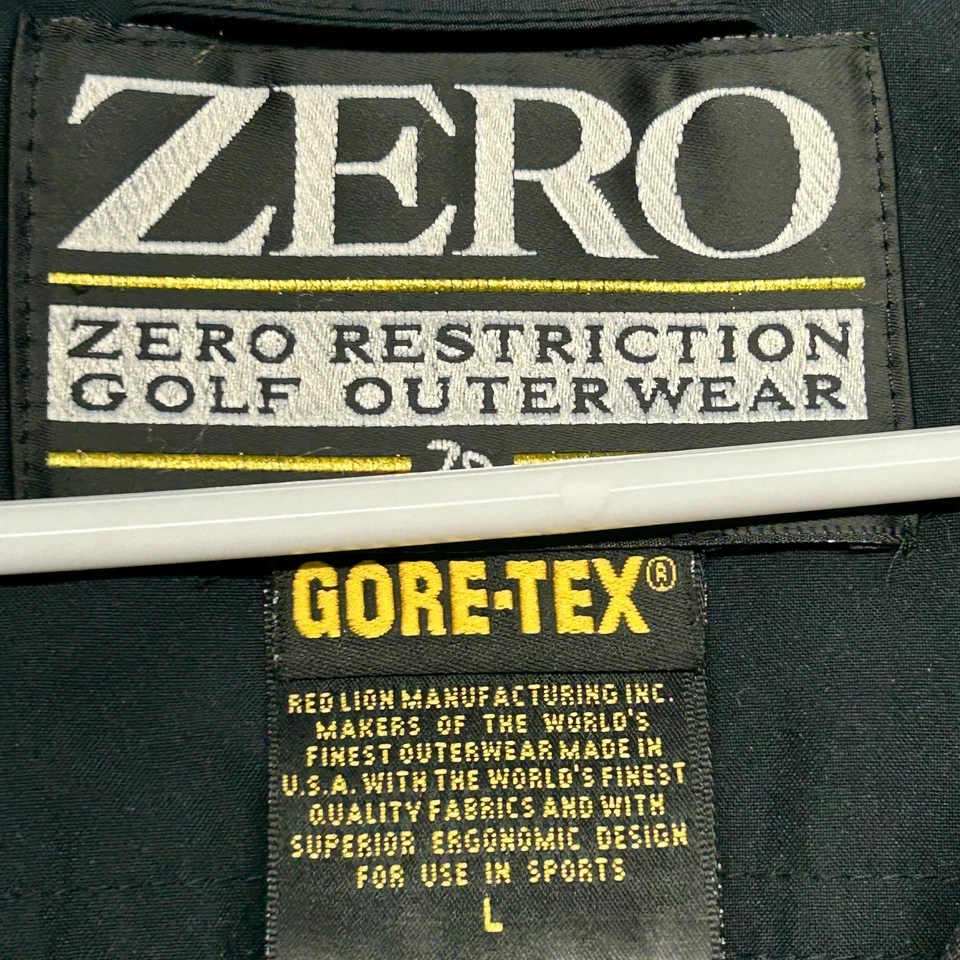 ZERO
ZERO RESTRICTION
GOLF OUTERWEAR
GORE-TEX®
RED LION MANUFACTURING INC.
MAKERS OF THE WORLD'S
FINEST OUTERWEAR MADE IN
U.S.A. WITH THE WORLD'S FINEST
QUALITY FABRICS AND WITH
SUPERIOR ERGONOMIC DESIGN
FOR USE IN SPORTS
L